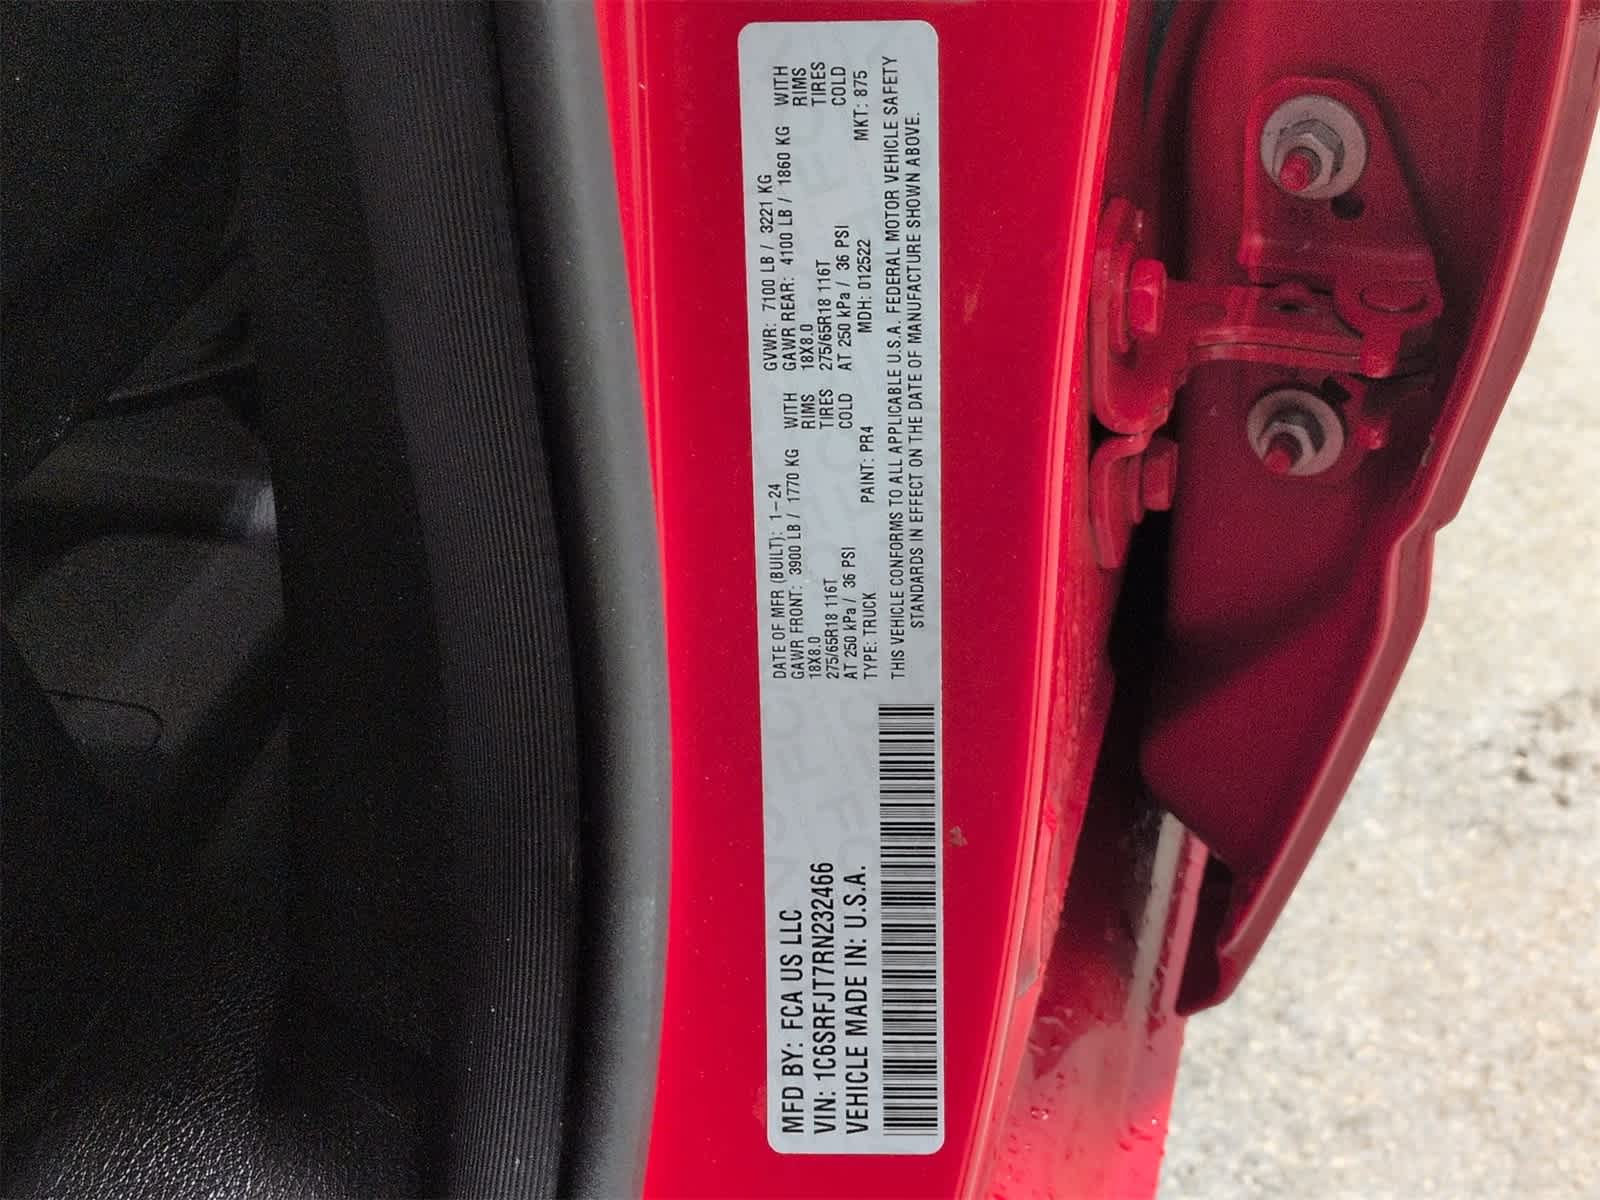 MFD BY: FCA US LLC
VIN: 1C6SRFJT7RN232466
VEHICLE MADE IN: U.S.A.
DATE OF MFR (BUILT): 1-24 GVWR: 7100 LB / 3221 KG
GAWR FRONT: 3900 LB / 1770 KG WITH GAWR REAR: 4100 LB / 1860 KG WITH
18X8.0 RIMS 18X8.0 RIMS
275/65R18 116T TIRES 275/65R18 116T TIRES
AT 250 kPa / 36 PSI COLD AT 250 kPa / 36 PSI COLD
TYPE: TRUCK PAINT: PR4 MDH: 012522 MKT: 875
THIS VEHICLE CONFORMS TO ALL APPLICABLE U.S.A. FEDERAL MOTOR VEHICLE SAFETY
STANDARDS IN EFFECT ON THE DATE OF MANUFACTURE SHOWN ABOVE.